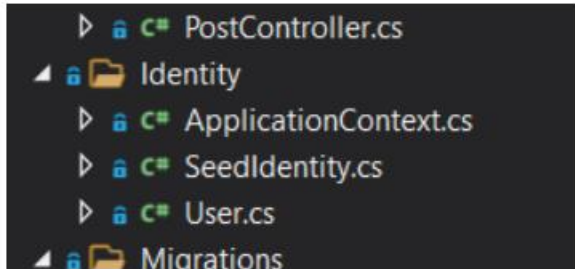 C# PostController.cs
Identity
C# ApplicationContext.cs
C# SeedIdentity.cs
C# User.cs
Migrations